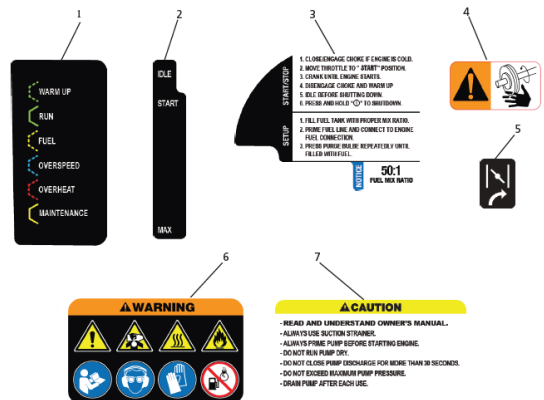 1
2
3
4
5
6
7
WARM UP
RUN
FUEL
OVERSPEED
OVERHEAT
MAINTENANCE
IDLE
START
MAX
START/STOP
1. CLOSE/ENGAGE CHOKE IF ENGINE IS COLD.
2. MOVE THROTTLE TO " START" POSITION.
3. CRANK UNTIL ENGINE STARTS.
4. DISENGAGE CHOKE AND WARM UP
5. IDLE BEFORE SHUTTING DOWN.
6. PRESS AND HOLD "⏼" TO SHUTDOWN.
SETUP
1. FILL FUEL TANK WITH PROPER MIX RATIO.
2. PRIME FUEL LINE AND CONNECT TO ENGINE
FUEL CONNECTION.
3. PRESS PURGE BULBE REPEATEDLY UNTIL
FILLED WITH FUEL.
NOTICE
50:1
FUEL MIX RATIO
WARNING
CAUTION
- READ AND UNDERSTAND OWNER'S MANUAL.
- ALWAYS USE SUCTION STRAINER.
- ALWAYS PRIME PUMP BEFORE STARTING ENGINE.
- DO NOT RUN PUMP DRY.
- DO NOT CLOSE PUMP DISCHARGE FOR MORE THAN 30 SECONDS.
- DO NOT EXCEED MAXIMUM PUMP PRESSURE.
- DRAIN PUMP AFTER EACH USE.